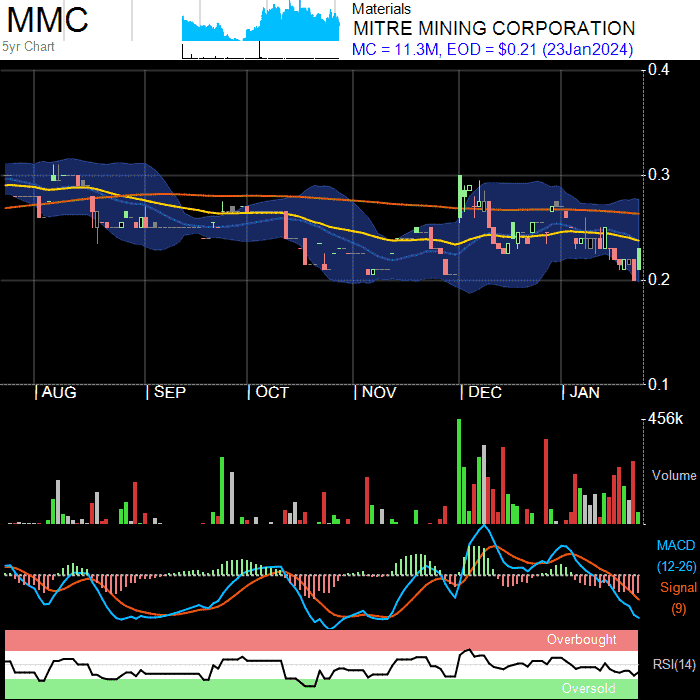 MMC
5yr Chart
Materials
MITRE MINING CORPORATION
MC = 11.3M, EOD = $0.21 (23Jan2024)
0.4
0.3
0.2
0.1
| AUG | SEP | OCT | NOV | DEC | JAN
456k
Volume
MACD
(12-26)
Signal
(9)
Overbought
RSI(14)
Oversold